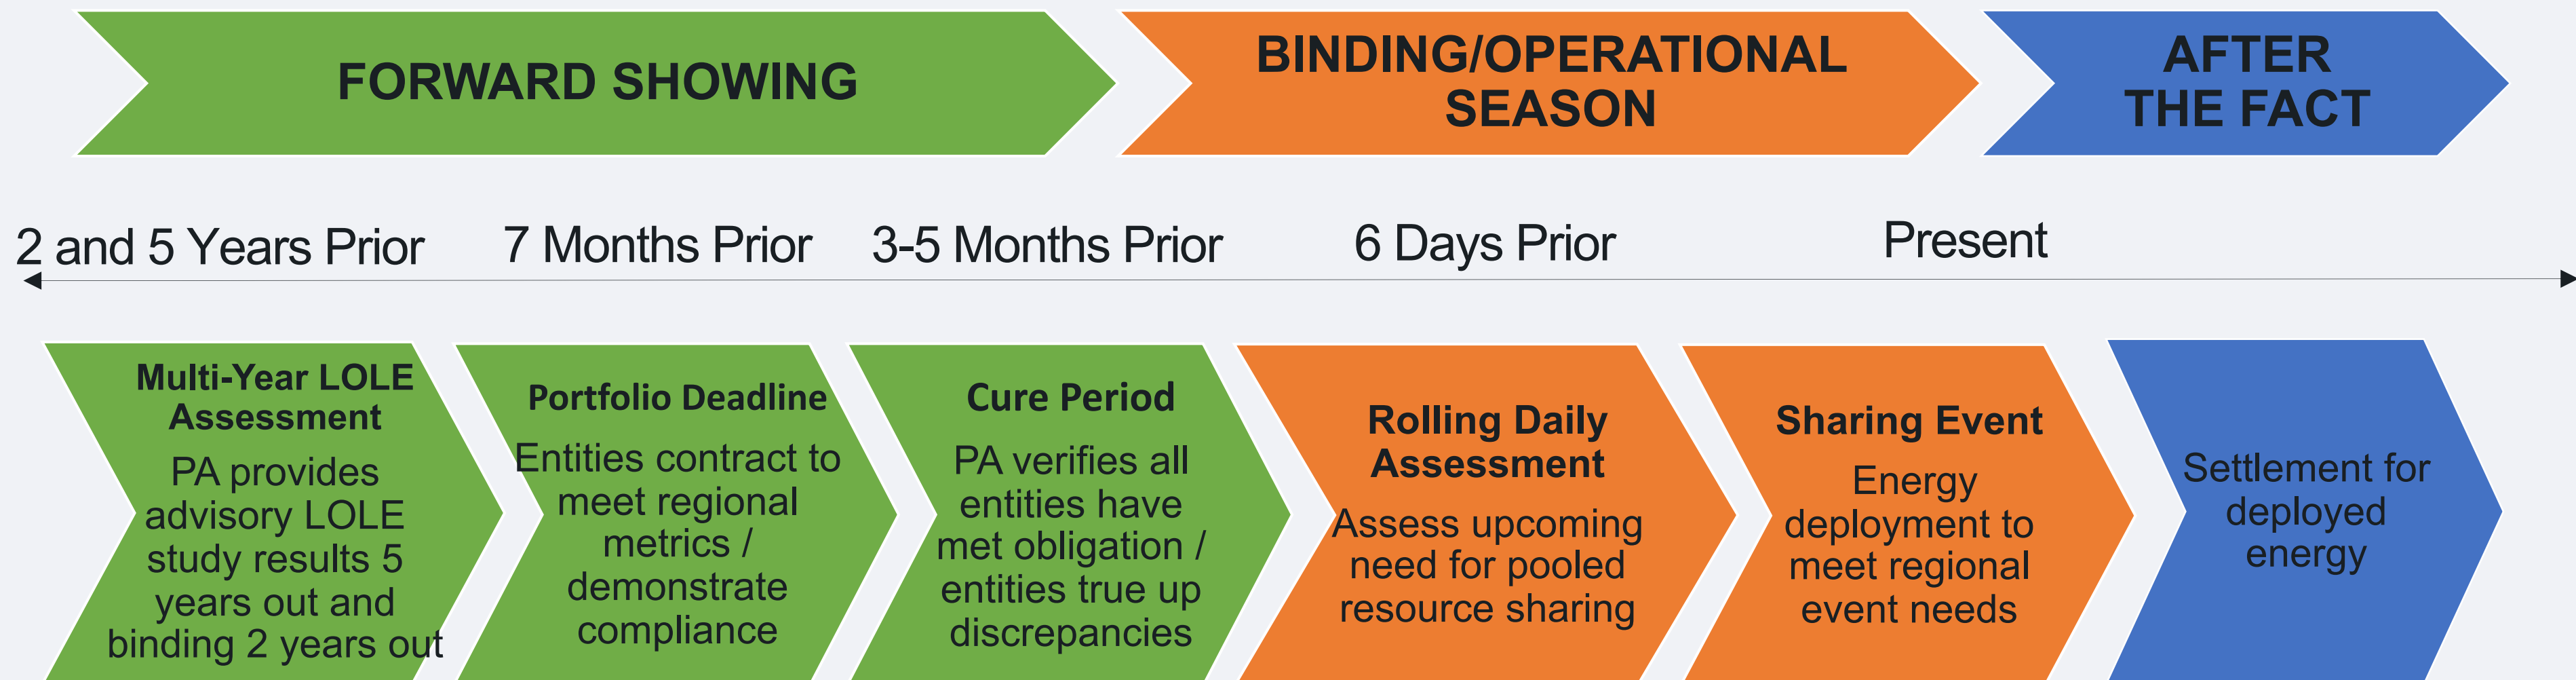 FORWARD SHOWING
BINDING/OPERATIONAL
SEASON
AFTER
THE FACT
2 and 5 Years Prior
7 Months Prior
3-5 Months Prior
6 Days Prior
Present
Multi-Year LOLE
Assessment
PA provides
advisory LOLE
study results 5
years out and
binding 2 years out
Portfolio Deadline
Entities contract to
meet regional
metrics /
demonstrate
compliance
Cure Period
PA verifies all
entities have
met obligation /
entities true up
discrepancies
Rolling Daily
Assessment
Assess upcoming
need for pooled
resource sharing
Sharing Event
Energy
deployment to
meet regional
event needs
Settlement for
deployed
energy